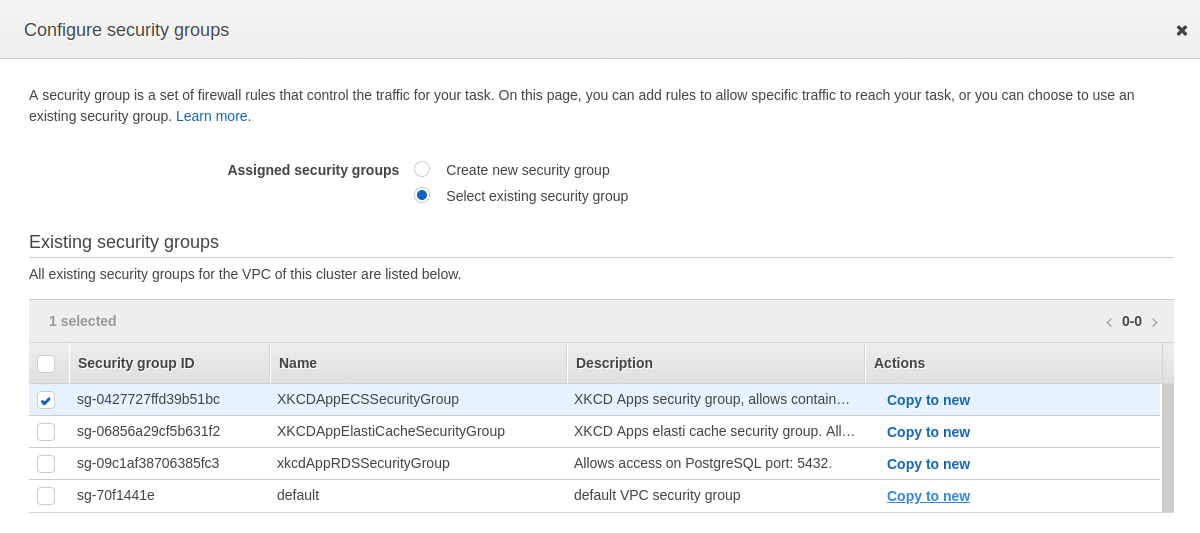 Configure security groups
A security group is a set of firewall rules that control the traffic for your task. On this page, you can add rules to allow specific traffic to reach your task, or you can choose to use an
existing security group. Learn more.
Assigned security groups Create new security group
Select existing security group
Existing security groups
All existing security groups for the VPC of this cluster are listed below.
1 selected 0-0
Security group ID Name Description Actions
sg-0427727ffd39b51bc XKCDAppECSSecurityGroup XKCD Apps security group, allows contain… Copy to new
sg-06856a29cf5b631f2 XKCDAppElastiCacheSecurityGroup XKCD Apps elasti cache security group. All… Copy to new
sg-09c1af38706385fc3 xkcdAppRDSSecurityGroup Allows access on PostgreSQL port: 5432. Copy to new
sg-70f1441e default default VPC security group Copy to new